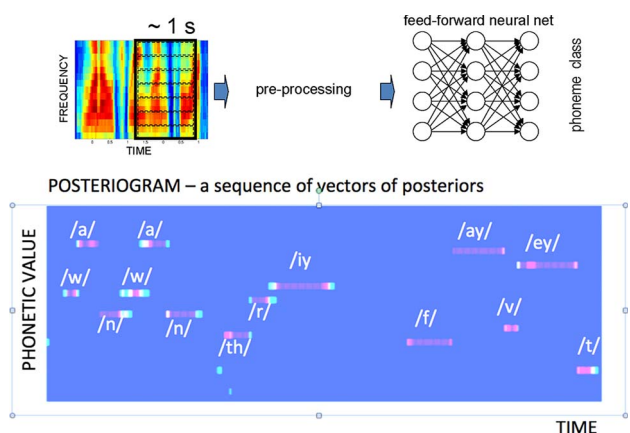 ~ 1 s
feed-forward neural net
FREQUENCY
pre-processing
phoneme class
TIME
POSTERIOGRAM – a sequence of vectors of posteriors
PHONETIC VALUE
/a/ /a/ /ay/ /ey/
/w/ /w/ /iy
/n/ /n/ /r/ /f/ /v/
/th/ /t/
TIME